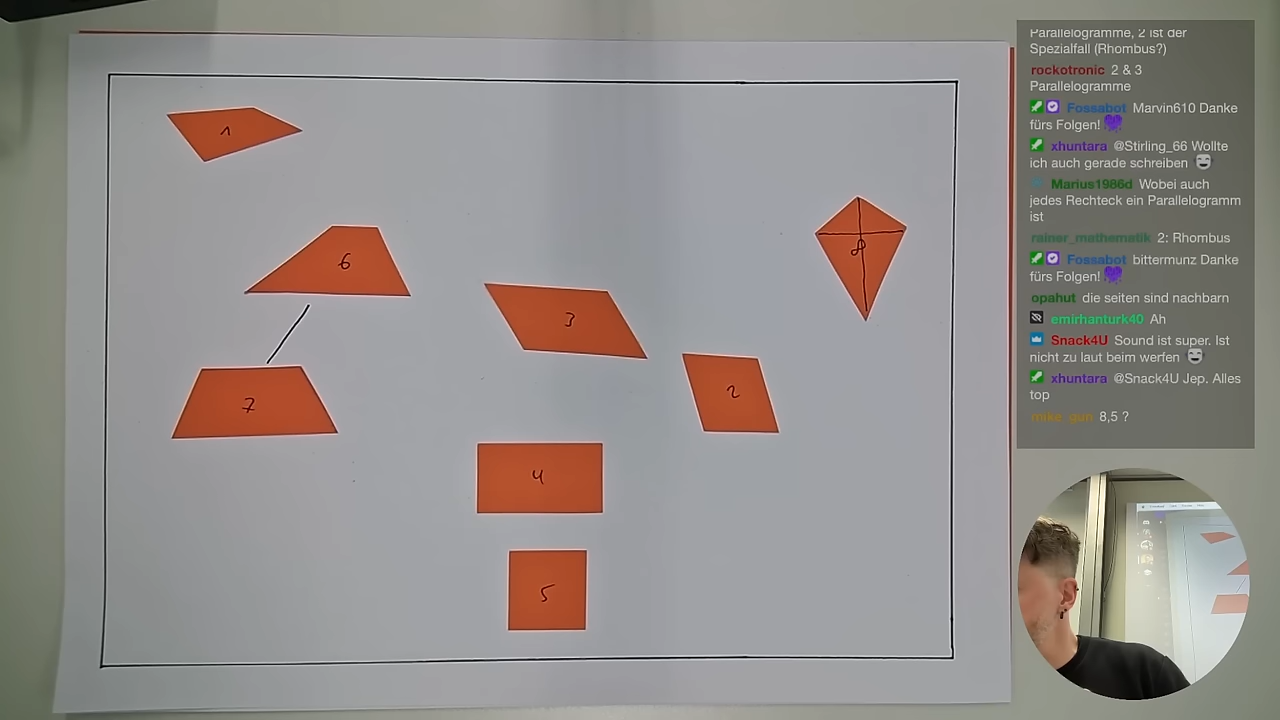 1
6
3
8
7
2
4
5
Parallelogramme, 2 ist der
Spezialfall (Rhombus?)
rockotronic 2 & 3
Parallelogramme
Fossabot Marvin610 Danke
fürs Folgen!
xhuntara @Stirling_66 Wollte
ich auch gerade schreiben
Marius1986d Wobei auch
jedes Rechteck ein Parallelogramm
ist
rainer_mathematik 2: Rhombus
Fossabot bittermunz Danke
fürs Folgen!
opahut die seiten sind nachbarn
emirhanturk40 Ah
Snack4U Sound ist super. Ist
nicht zu laut beim werfen
xhuntara @Snack4U Jep. Alles
top
mike_gun 8,5 ?